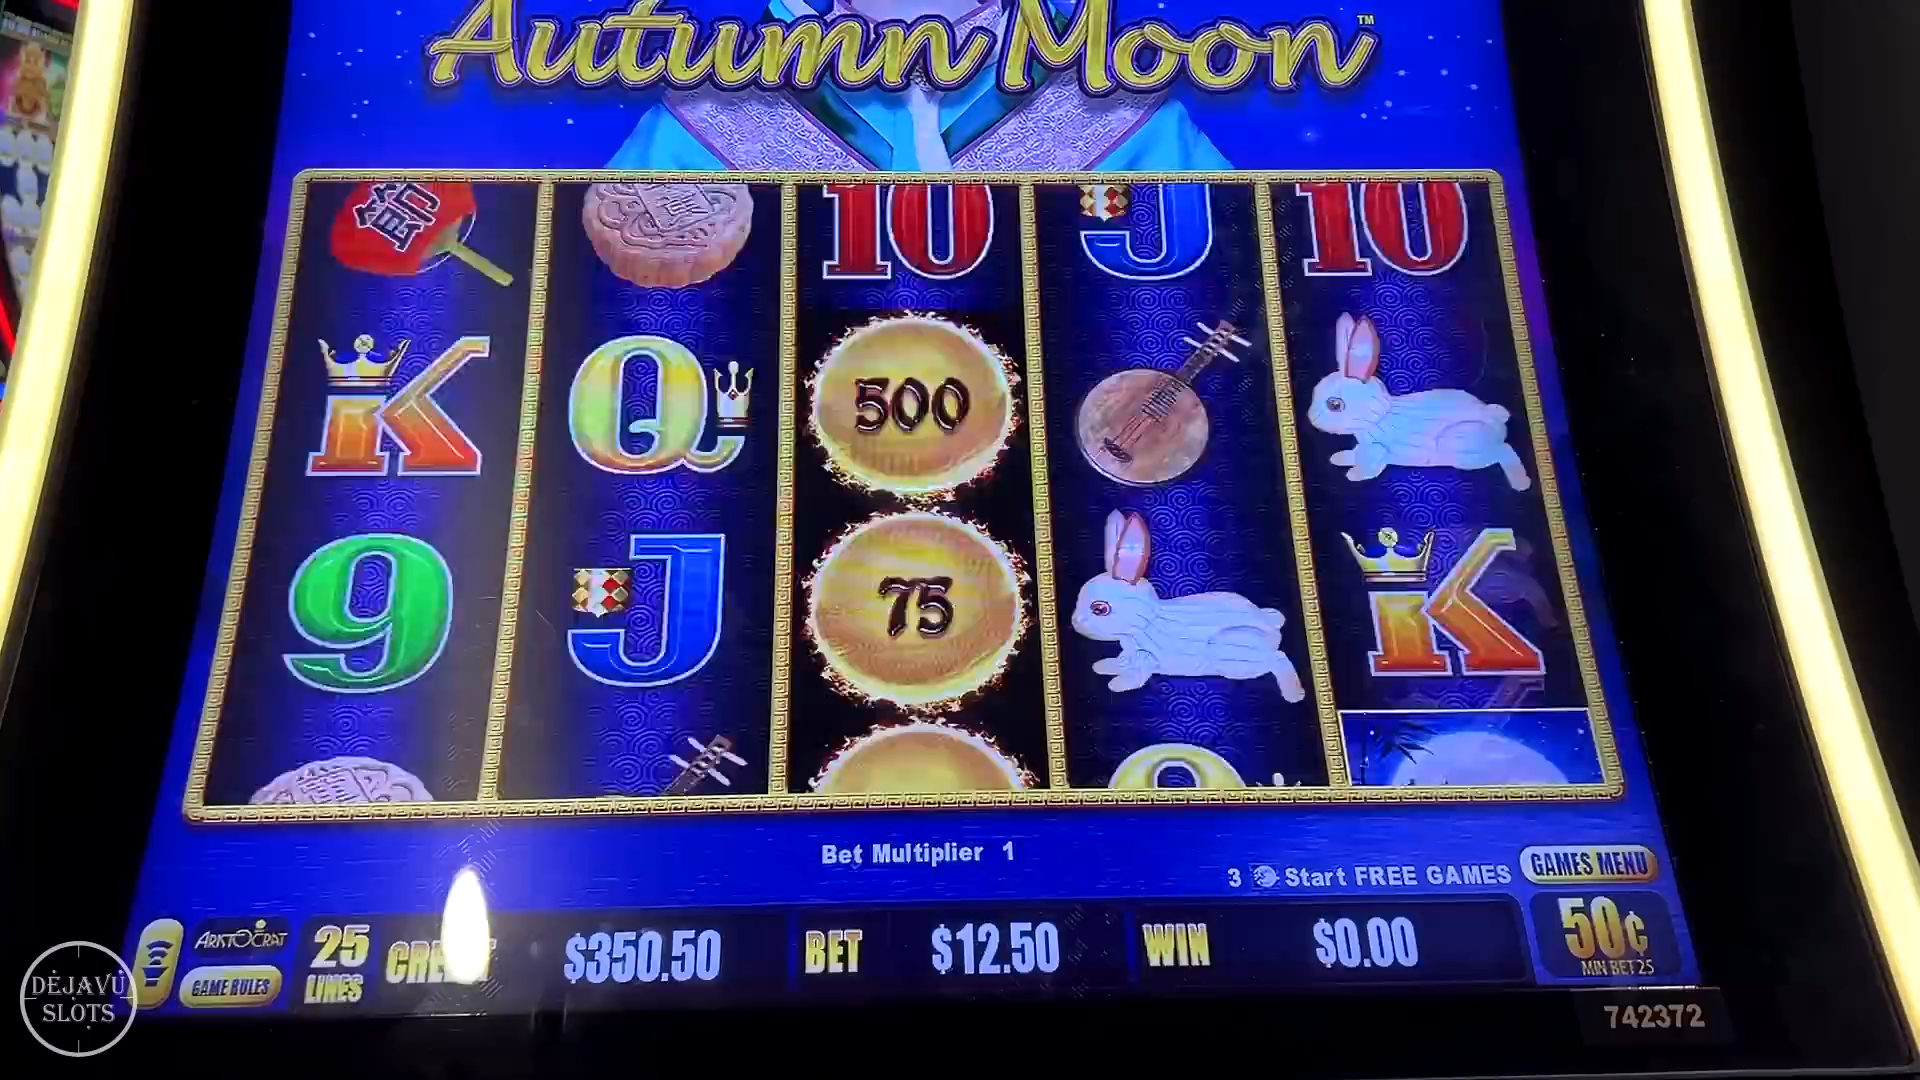 Autumn Moon™
10 J 10
K Q 500
9 J 75 K
Bet Multiplier 1
3 Start FREE GAMES GAMES MENU
ARISTOCRAT
GAME RULES
25 LINES
$350.50
BET $12.50
WIN $0.00
50¢
MIN BET 25
742372
DEJAVU
SLOTS